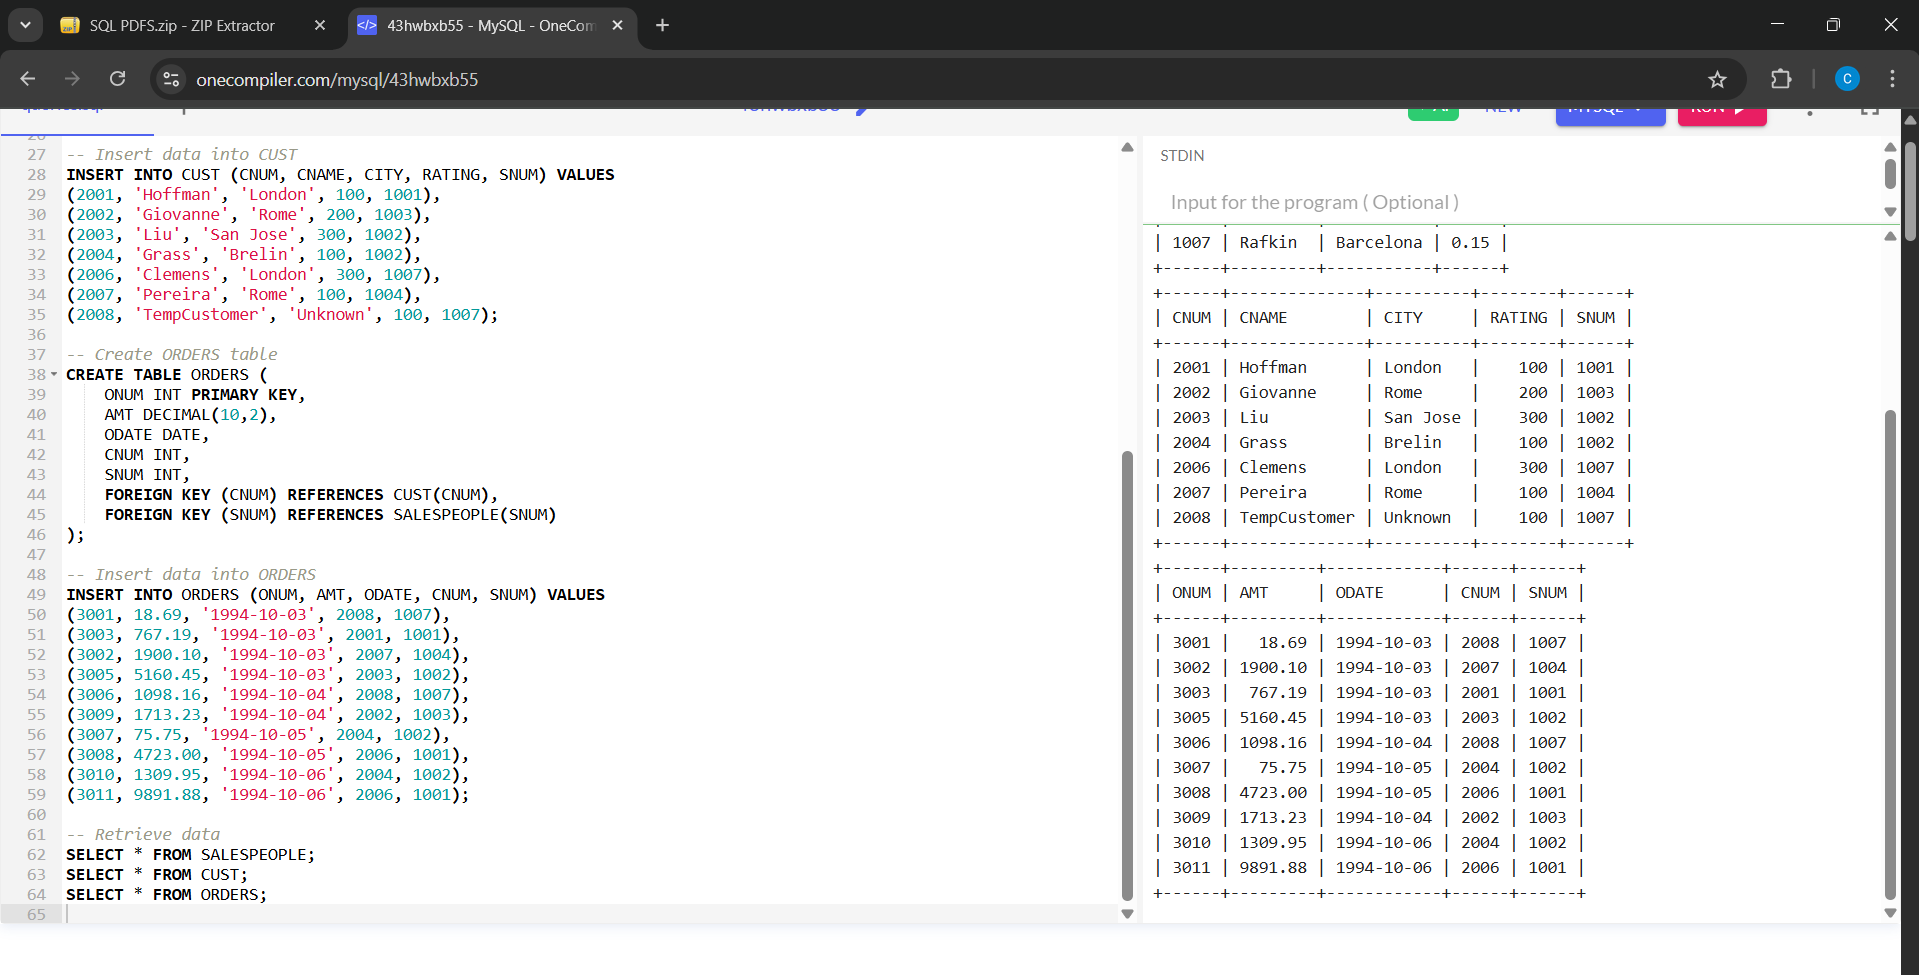 SQL PDFS.zip - ZIP Extractor
43hwbxb55 - MySQL - OneCom
onecompiler.com/mysql/43hwbxb55
C
NEW
MYSQL
RUN
26
27 -- Insert data into CUST
28 INSERT INTO CUST (CNUM, CNAME, CITY, RATING, SNUM) VALUES
29 (2001, 'Hoffman', 'London', 100, 1001),
30 (2002, 'Giovanne', 'Rome', 200, 1003),
31 (2003, 'Liu', 'San Jose', 300, 1002),
32 (2004, 'Grass', 'Brelin', 100, 1002),
33 (2006, 'Clemens', 'London', 300, 1007),
34 (2007, 'Pereira', 'Rome', 100, 1004),
35 (2008, 'TempCustomer', 'Unknown', 100, 1007);
36
37 -- Create ORDERS table
38 CREATE TABLE ORDERS (
39 ONUM INT PRIMARY KEY,
40 AMT DECIMAL(10,2),
41 ODATE DATE,
42 CNUM INT,
43 SNUM INT,
44 FOREIGN KEY (CNUM) REFERENCES CUST(CNUM),
45 FOREIGN KEY (SNUM) REFERENCES SALESPEOPLE(SNUM)
46 );
47
48 -- Insert data into ORDERS
49 INSERT INTO ORDERS (ONUM, AMT, ODATE, CNUM, SNUM) VALUES
50 (3001, 18.69, '1994-10-03', 2008, 1007),
51 (3003, 767.19, '1994-10-03', 2001, 1001),
52 (3002, 1900.10, '1994-10-03', 2007, 1004),
53 (3005, 5160.45, '1994-10-03', 2003, 1002),
54 (3006, 1098.16, '1994-10-04', 2008, 1007),
55 (3009, 1713.23, '1994-10-04', 2002, 1003),
56 (3007, 75.75, '1994-10-05', 2004, 1002),
57 (3008, 4723.00, '1994-10-05', 2006, 1001),
58 (3010, 1309.95, '1994-10-06', 2004, 1002),
59 (3011, 9891.88, '1994-10-06', 2006, 1001);
60
61 -- Retrieve data
62 SELECT * FROM SALESPEOPLE;
63 SELECT * FROM CUST;
64 SELECT * FROM ORDERS;
65
STDIN
Input for the program ( Optional )
| 1007 | Rafkin  | Barcelona | 0.15 |
+------+---------+-----------+------+
+------+--------------+----------+--------+------+
| CNUM | CNAME        | CITY     | RATING | SNUM |
+------+--------------+----------+--------+------+
| 2001 | Hoffman      | London   |    100 | 1001 |
| 2002 | Giovanne     | Rome     |    200 | 1003 |
| 2003 | Liu          | San Jose |    300 | 1002 |
| 2004 | Grass        | Brelin   |    100 | 1002 |
| 2006 | Clemens      | London   |    300 | 1007 |
| 2007 | Pereira      | Rome     |    100 | 1004 |
| 2008 | TempCustomer | Unknown  |    100 | 1007 |
+------+--------------+----------+--------+------+
+------+---------+------------+------+------+
| ONUM | AMT     | ODATE      | CNUM | SNUM |
+------+---------+------------+------+------+
| 3001 |   18.69 | 1994-10-03 | 2008 | 1007 |
| 3002 | 1900.10 | 1994-10-03 | 2007 | 1004 |
| 3003 |  767.19 | 1994-10-03 | 2001 | 1001 |
| 3005 | 5160.45 | 1994-10-03 | 2003 | 1002 |
| 3006 | 1098.16 | 1994-10-04 | 2008 | 1007 |
| 3007 |   75.75 | 1994-10-05 | 2004 | 1002 |
| 3008 | 4723.00 | 1994-10-05 | 2006 | 1001 |
| 3009 | 1713.23 | 1994-10-04 | 2002 | 1003 |
| 3010 | 1309.95 | 1994-10-06 | 2004 | 1002 |
| 3011 | 9891.88 | 1994-10-06 | 2006 | 1001 |
+------+---------+------------+------+------+